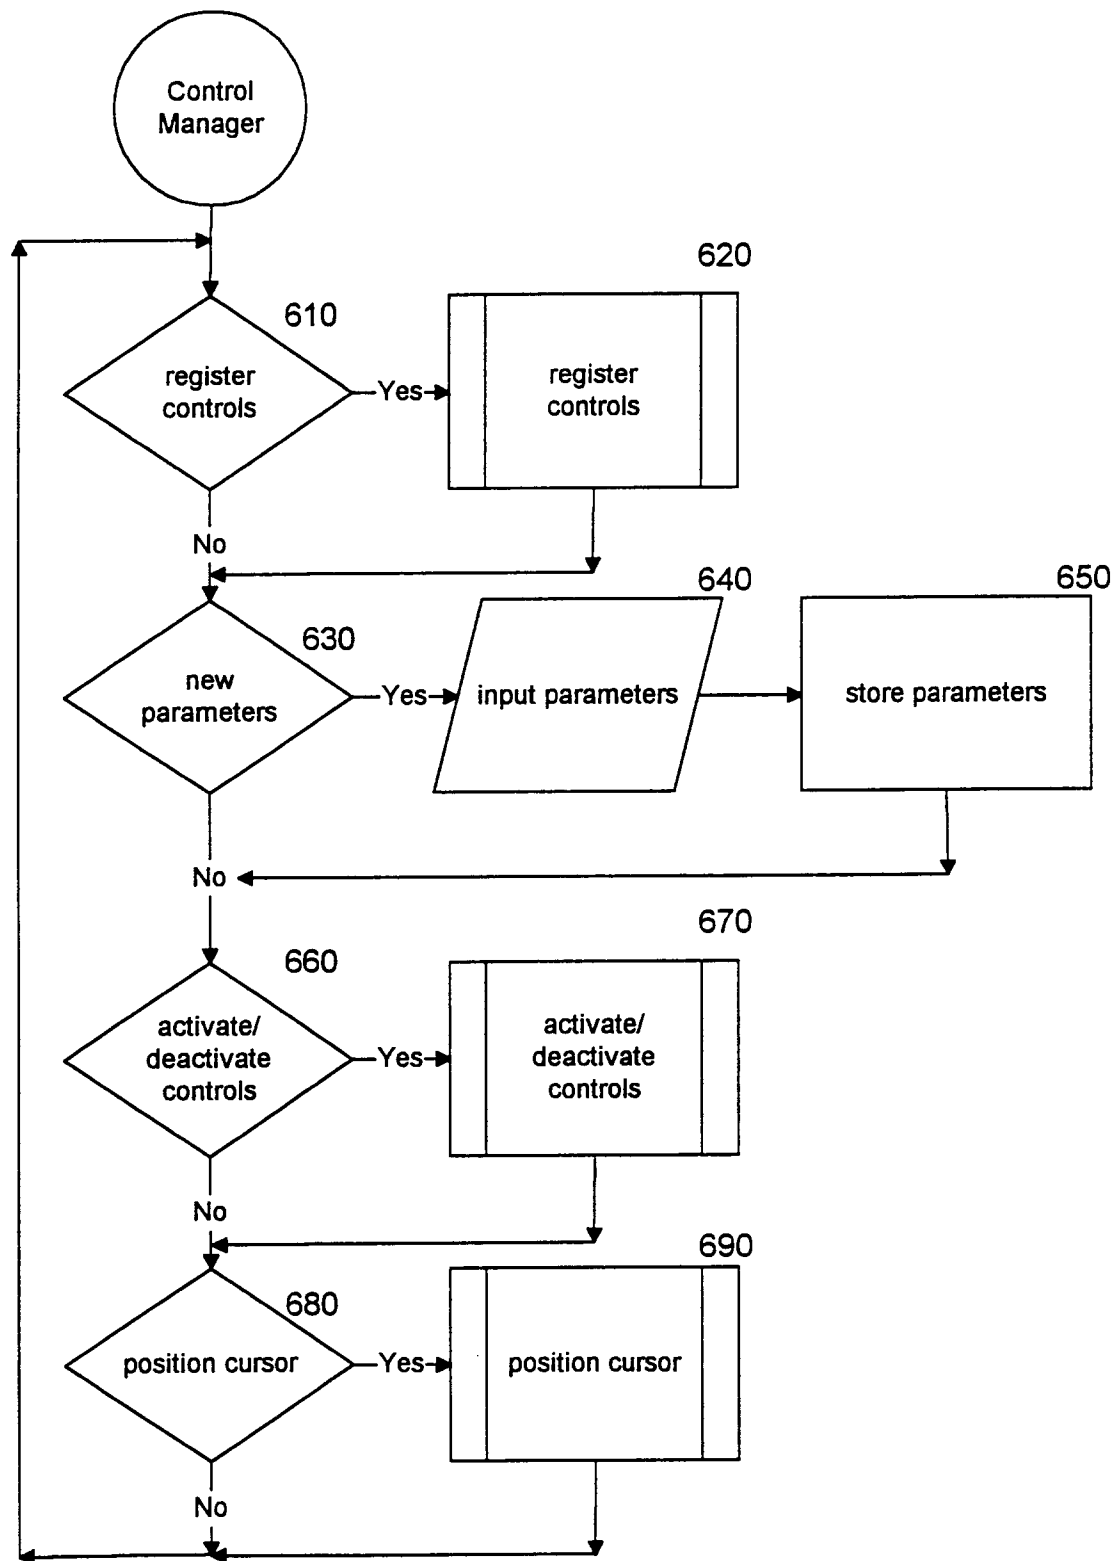 Control
Manager
620
610
register
controls
Yes
register
controls
No
640
650
630
new
parameters
Yes
input parameters
store parameters
No
670
660
activate/
deactivate
controls
Yes
activate/
deactivate
controls
No
690
680
position cursor
Yes
position cursor
No